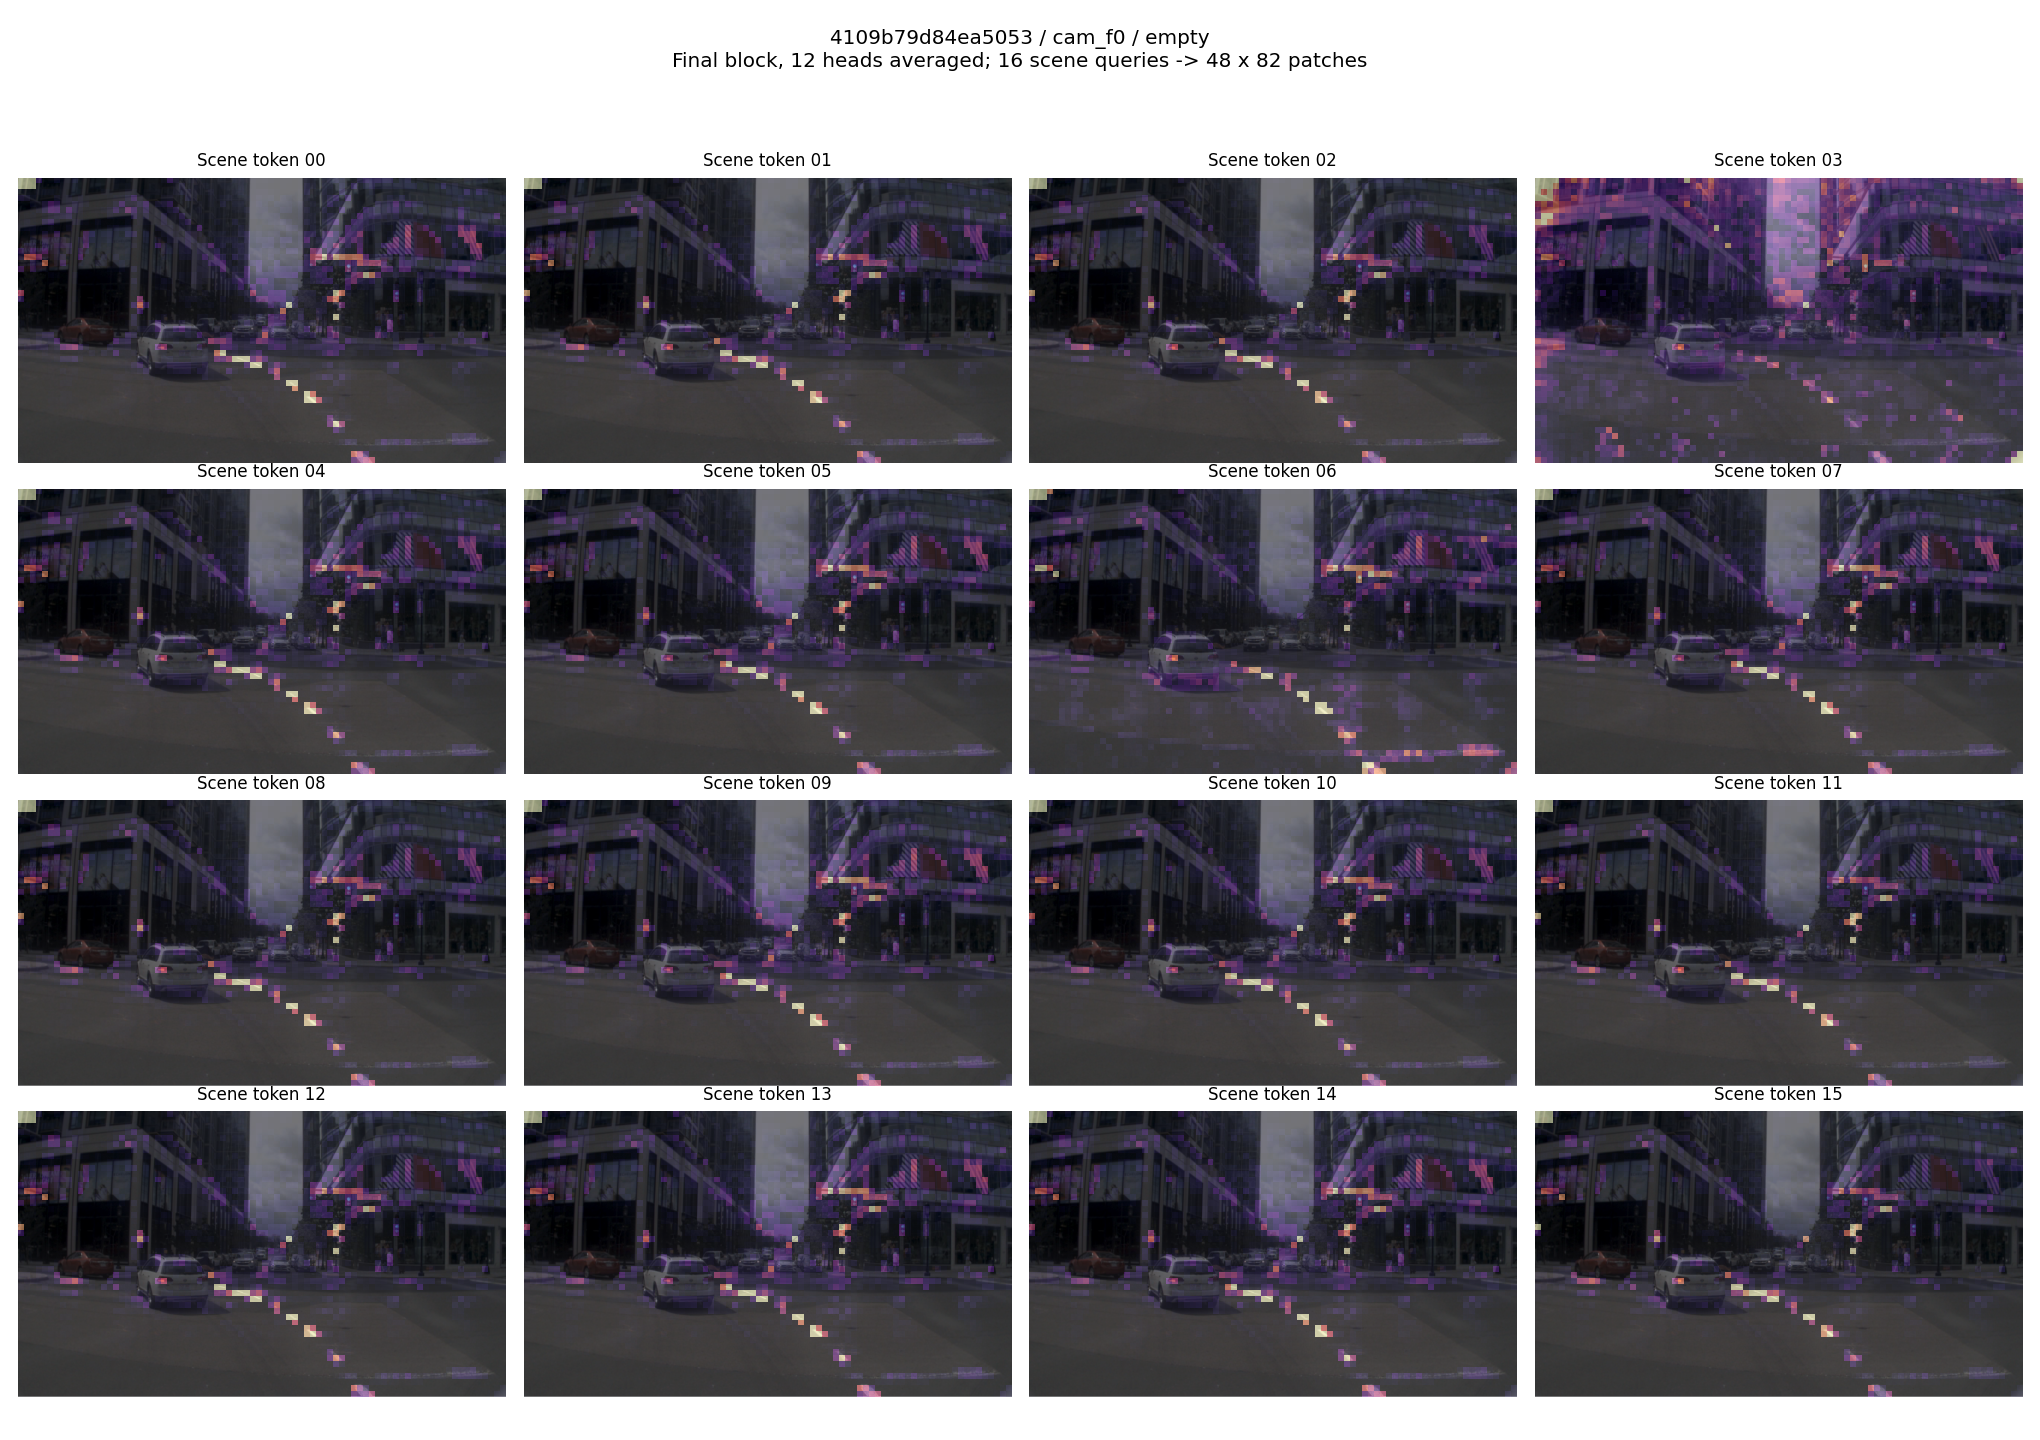 4109b79d84ea5053 / cam_f0 / empty
Final block, 12 heads averaged; 16 scene queries -> 48 x 82 patches
Scene token 00
Scene token 01
Scene token 02
Scene token 03
Scene token 04
Scene token 05
Scene token 06
Scene token 07
Scene token 08
Scene token 09
Scene token 10
Scene token 11
Scene token 12
Scene token 13
Scene token 14
Scene token 15